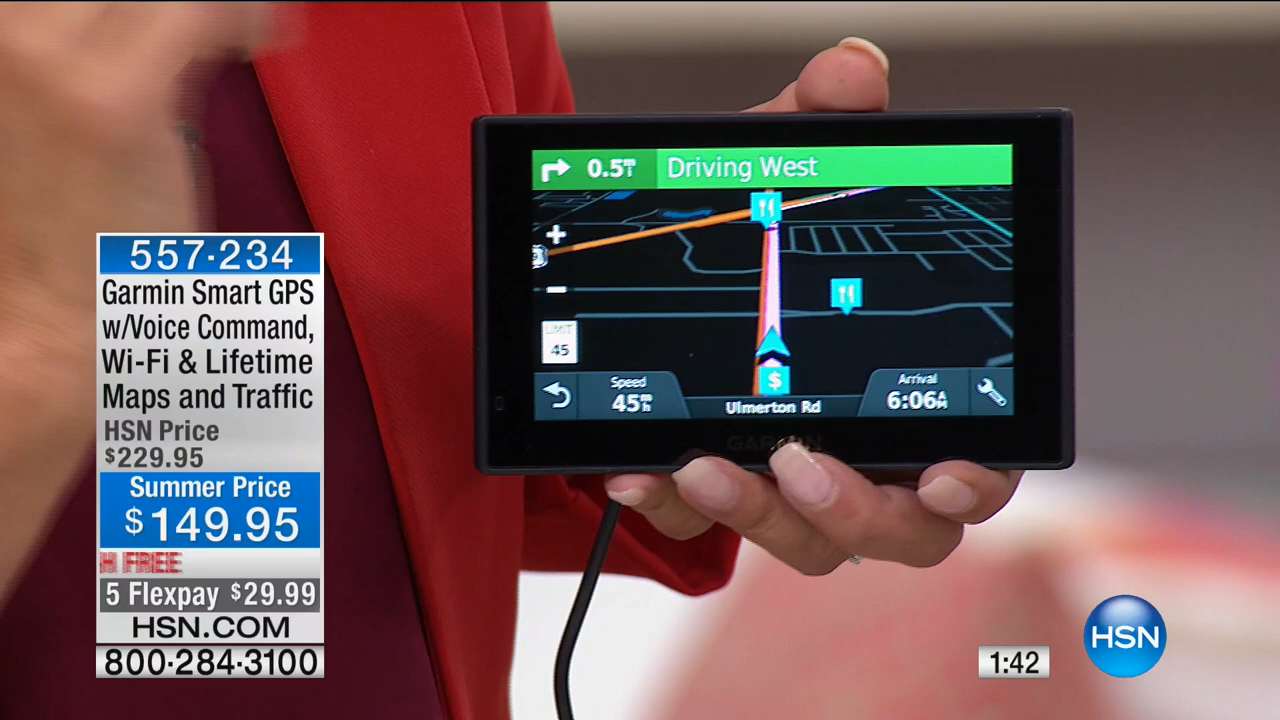 557·234
Garmin Smart GPS
w/Voice Command,
Wi-Fi & Lifetime
Maps and Traffic
HSN Price
$229.95
Summer Price
$149.95
H FREE
5 Flexpay $29.99
HSN.COM
800·284·3100
0.5
Driving West
LIMIT
45
Speed
45
Ulmerton Rd
Arrival
6:06A
GARMIN
1:42
HSN